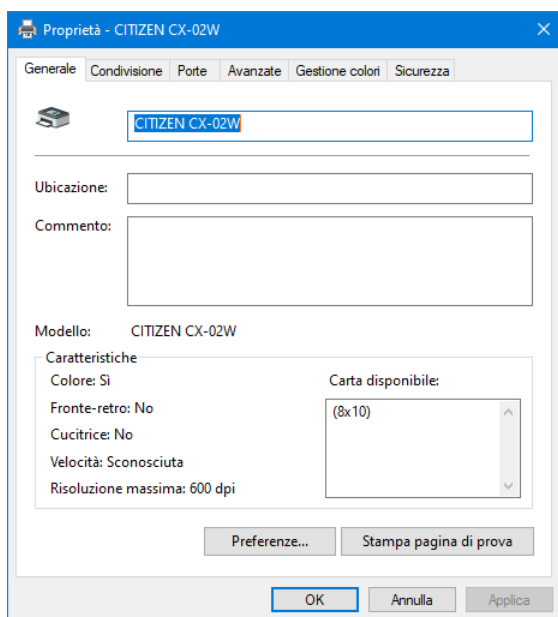 Proprietà - CITIZEN CX-02W
Generale Condivisione Porte Avanzate Gestione colori Sicurezza
CITIZEN CX-02W
Ubicazione:
Commento:
Modello: CITIZEN CX-02W
Caratteristiche
Colore: Sì Carta disponibile:
Fronte-retro: No (8x10)
Cucitrice: No
Velocità: Sconosciuta
Risoluzione massima: 600 dpi
Preferenze... Stampa pagina di prova
OK Annulla Applica